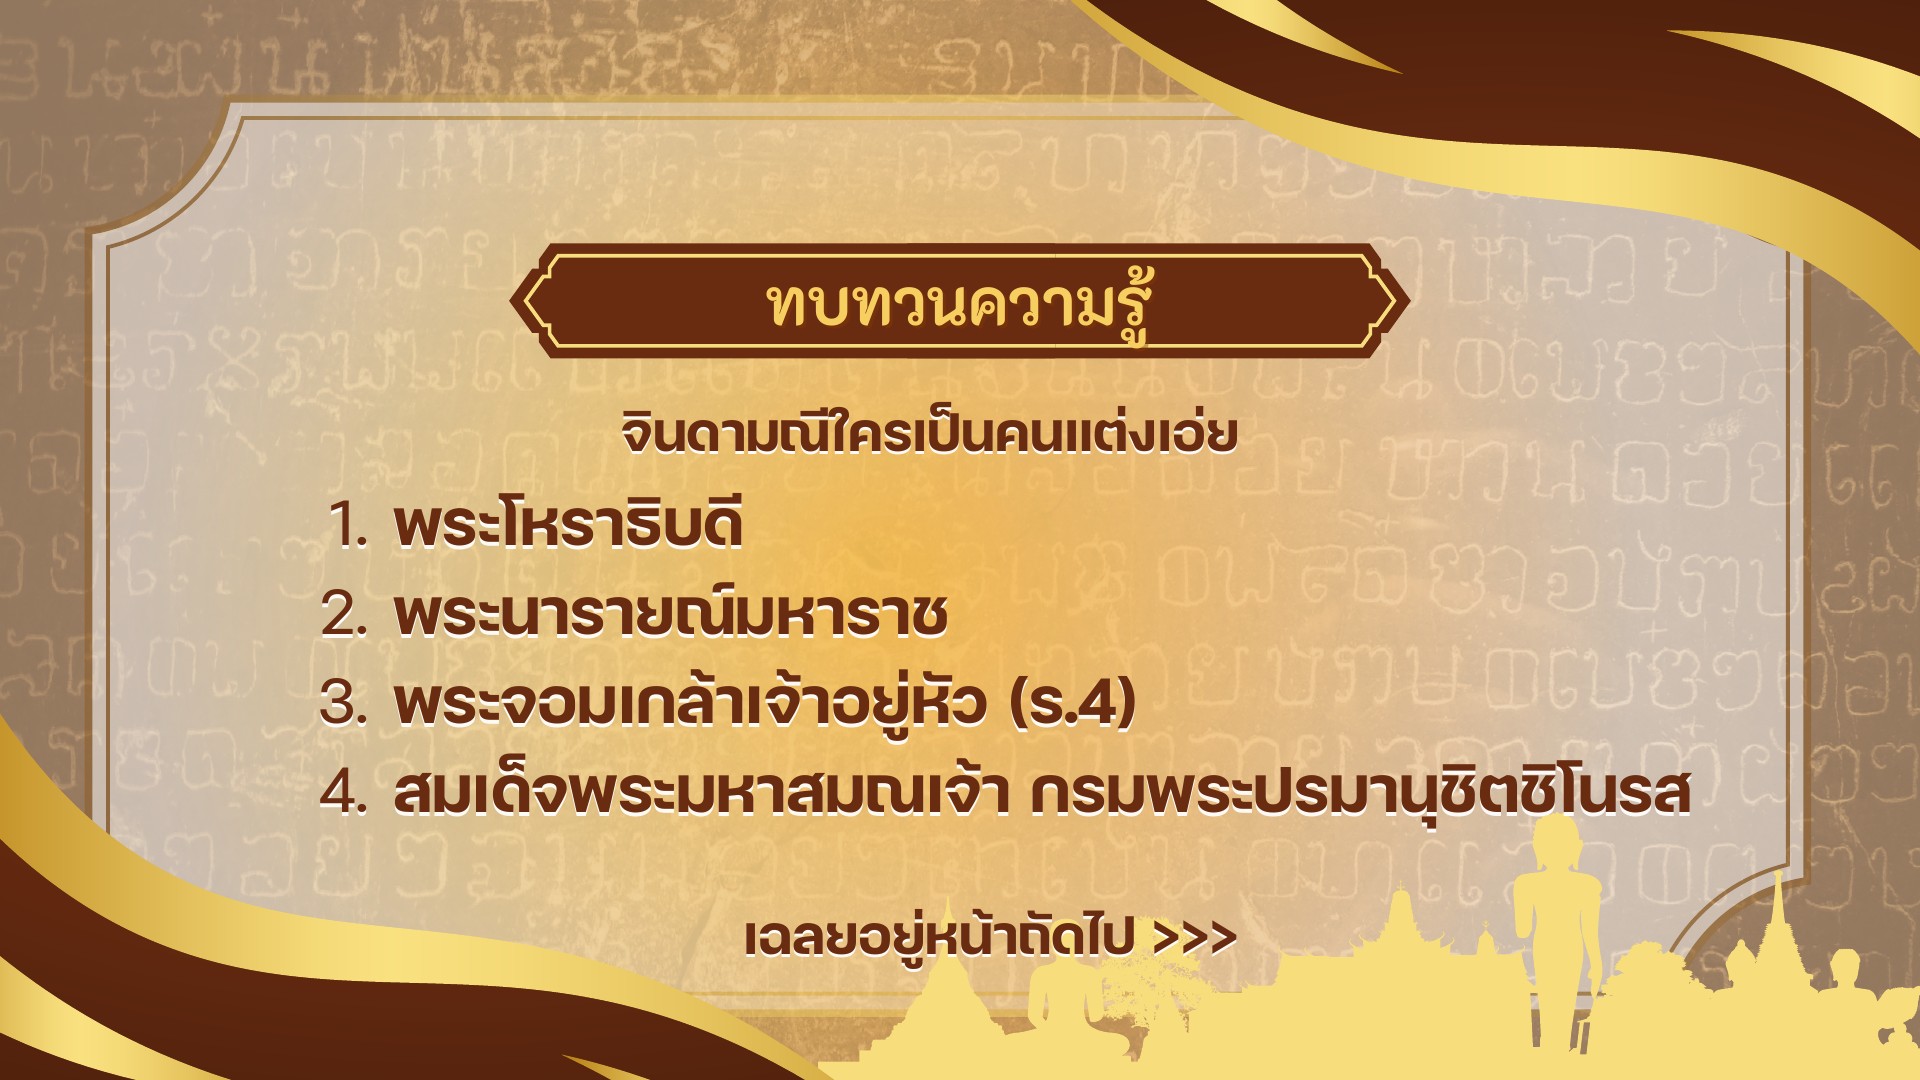 ทบทวนความรู้
จินดามณีใครเป็นคนแต่งเอ่ย
1. พระโหราธิบดี
2. พระนารายณ์มหาราช
3. พระจอมเกล้าเจ้าอยู่หัว (ร.4)
4. สมเด็จพระมหาสมณเจ้า กรมพระปรมานุชิตชิโนรส
เฉลยอยู่หน้าถัดไป >>>